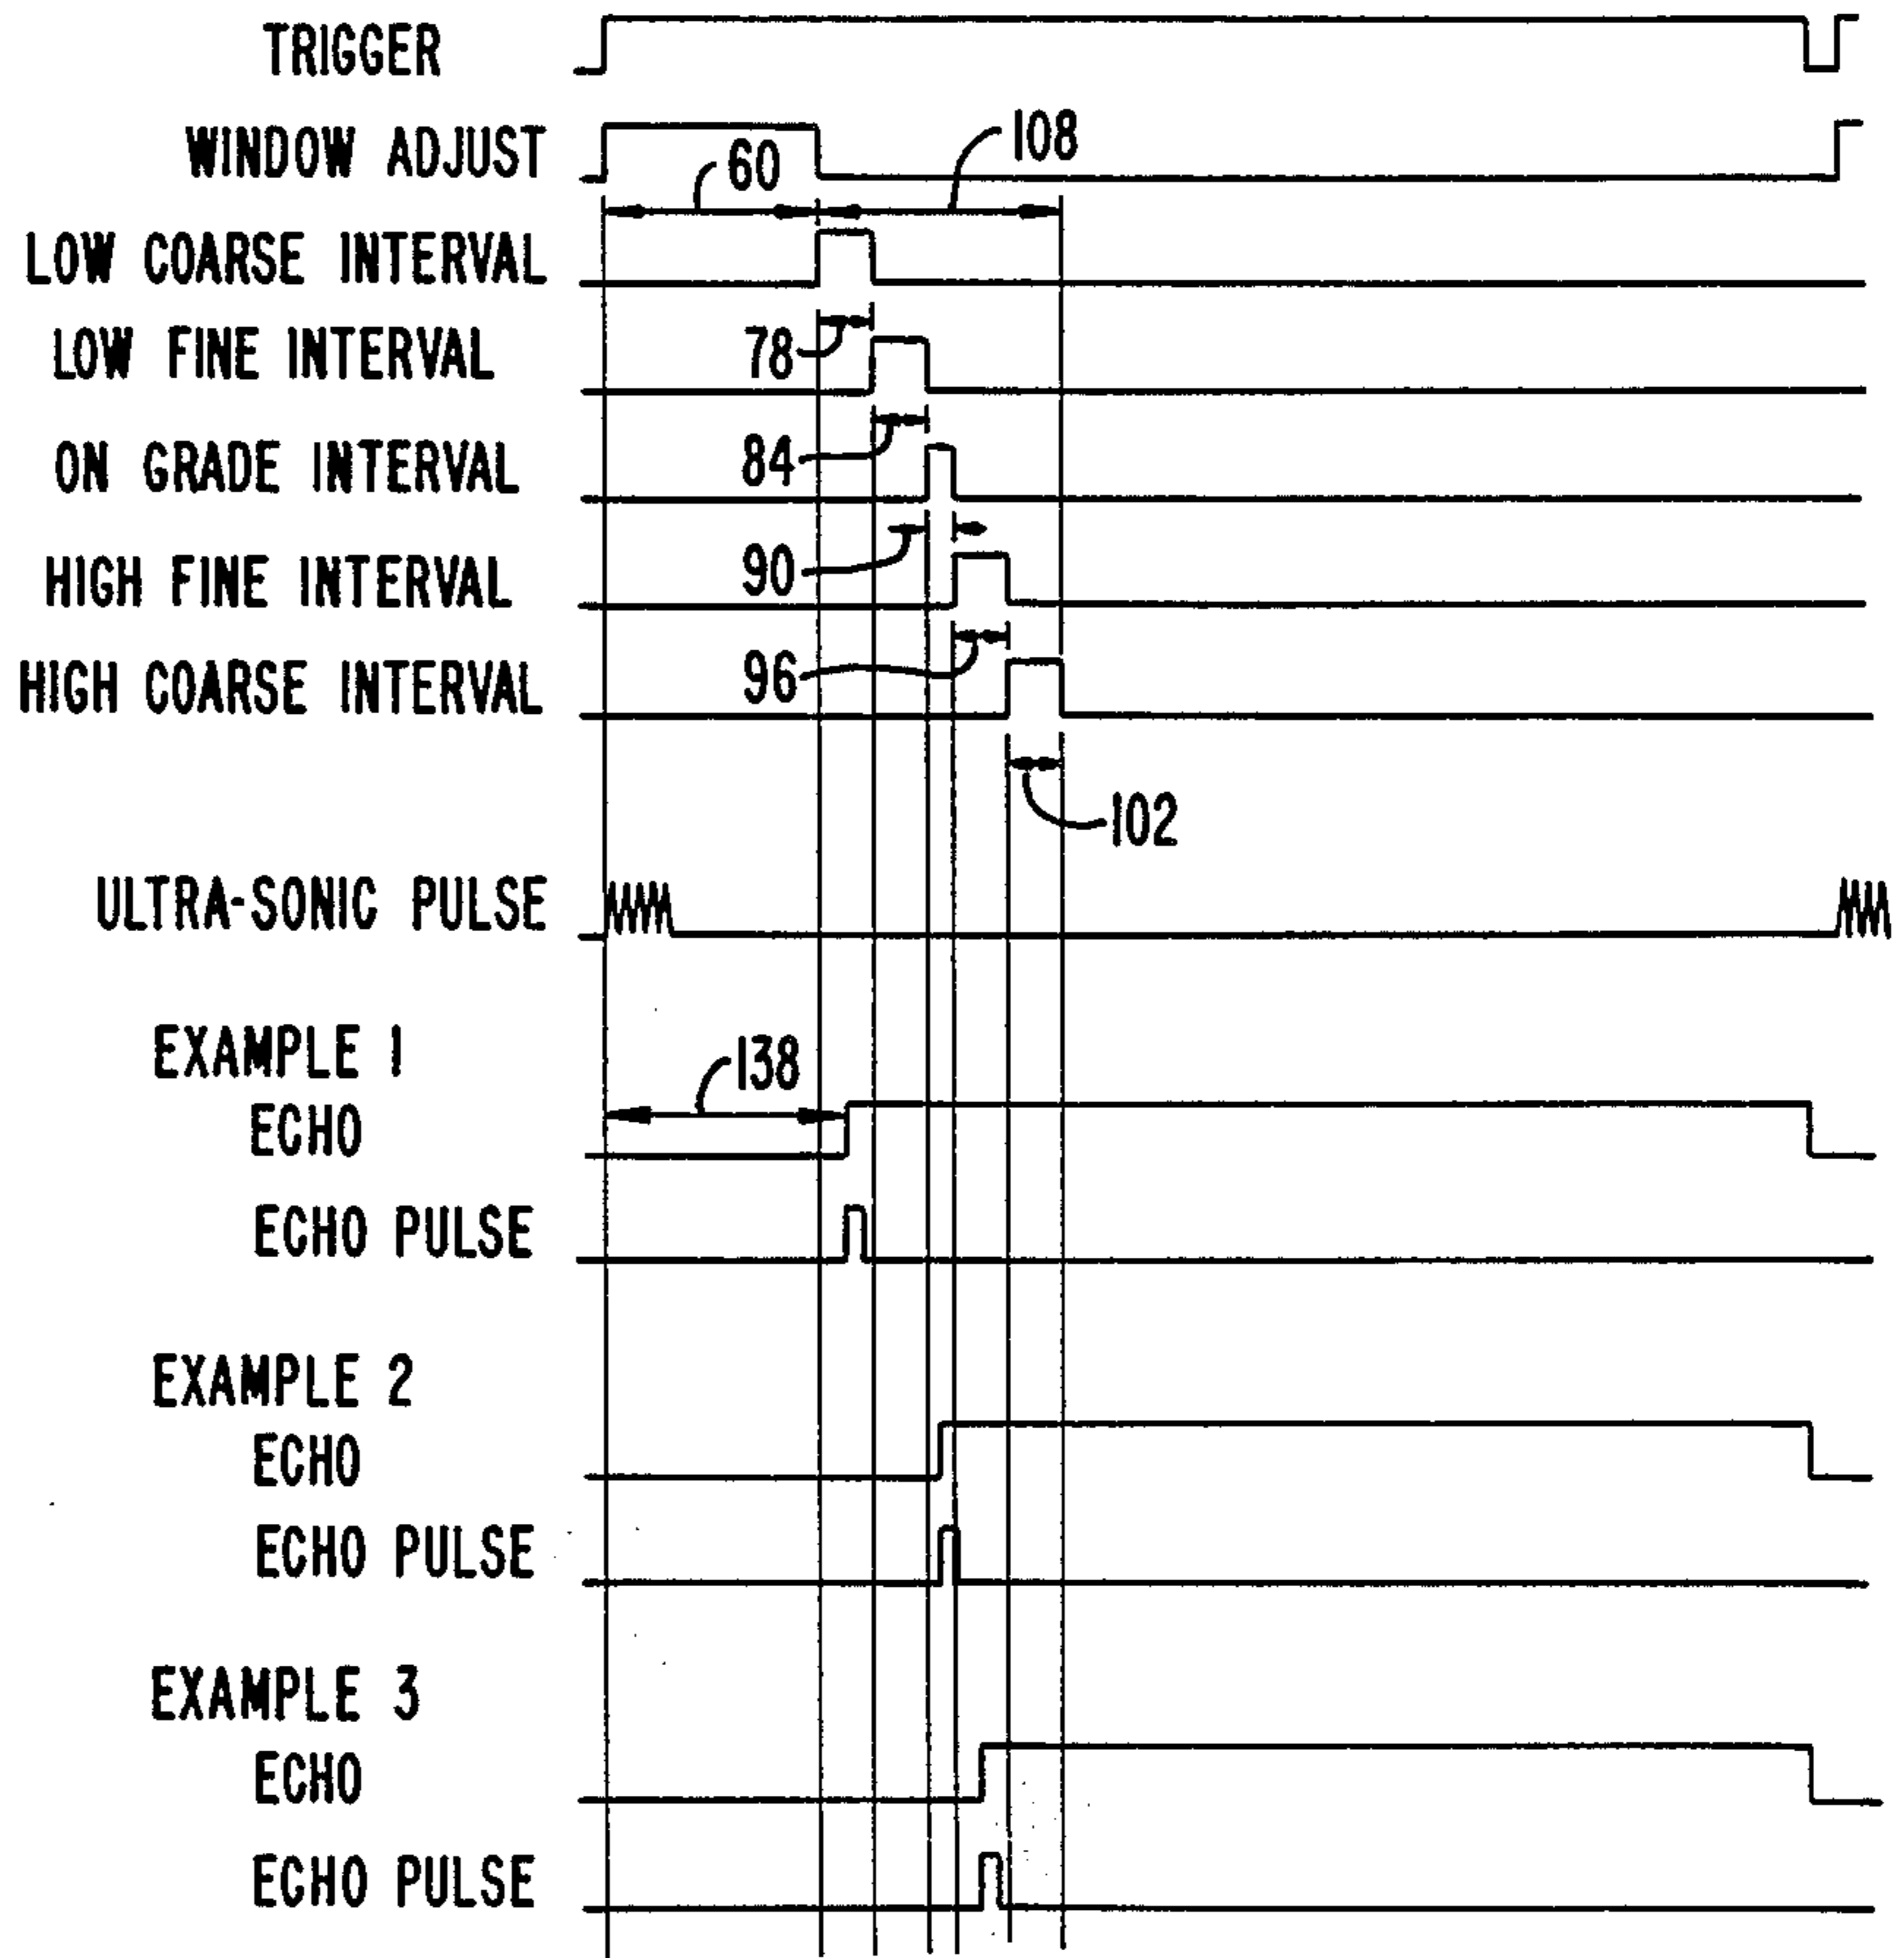 TRIGGER
WINDOW ADJUST
60
108
LOW COARSE INTERVAL
LOW FINE INTERVAL
78
ON GRADE INTERVAL
84
HIGH FINE INTERVAL
90
HIGH COARSE INTERVAL
96
102
ULTRA-SONIC PULSE
EXAMPLE 1
138
ECHO
ECHO PULSE
EXAMPLE 2
ECHO
ECHO PULSE
EXAMPLE 3
ECHO
ECHO PULSE